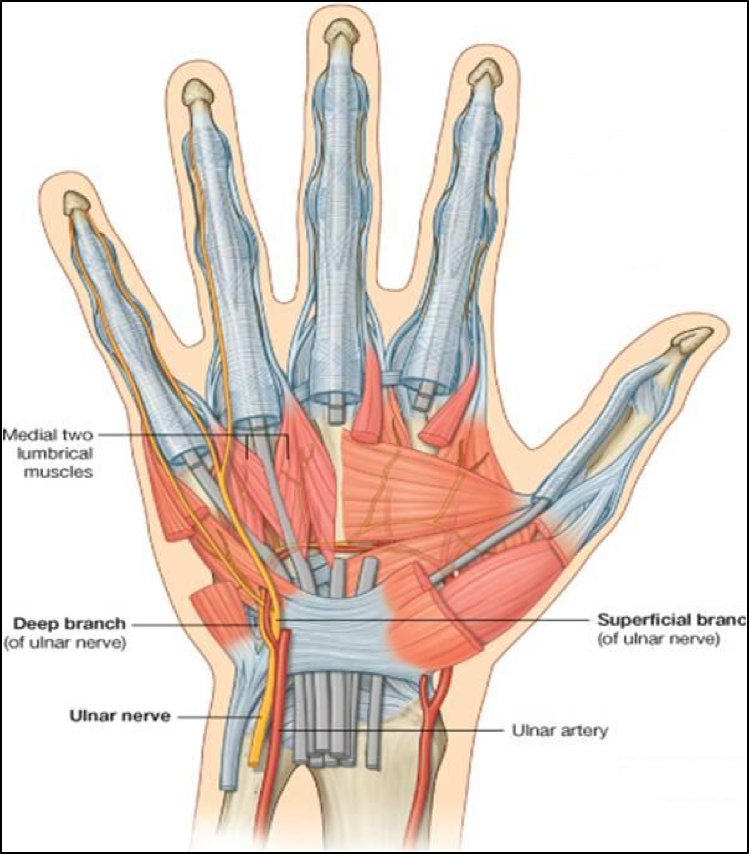 Medial two
lumbrical
muscles
Deep branch
(of ulnar nerve)
Superficial branc
(of ulnar nerve)
Ulnar nerve
Ulnar artery